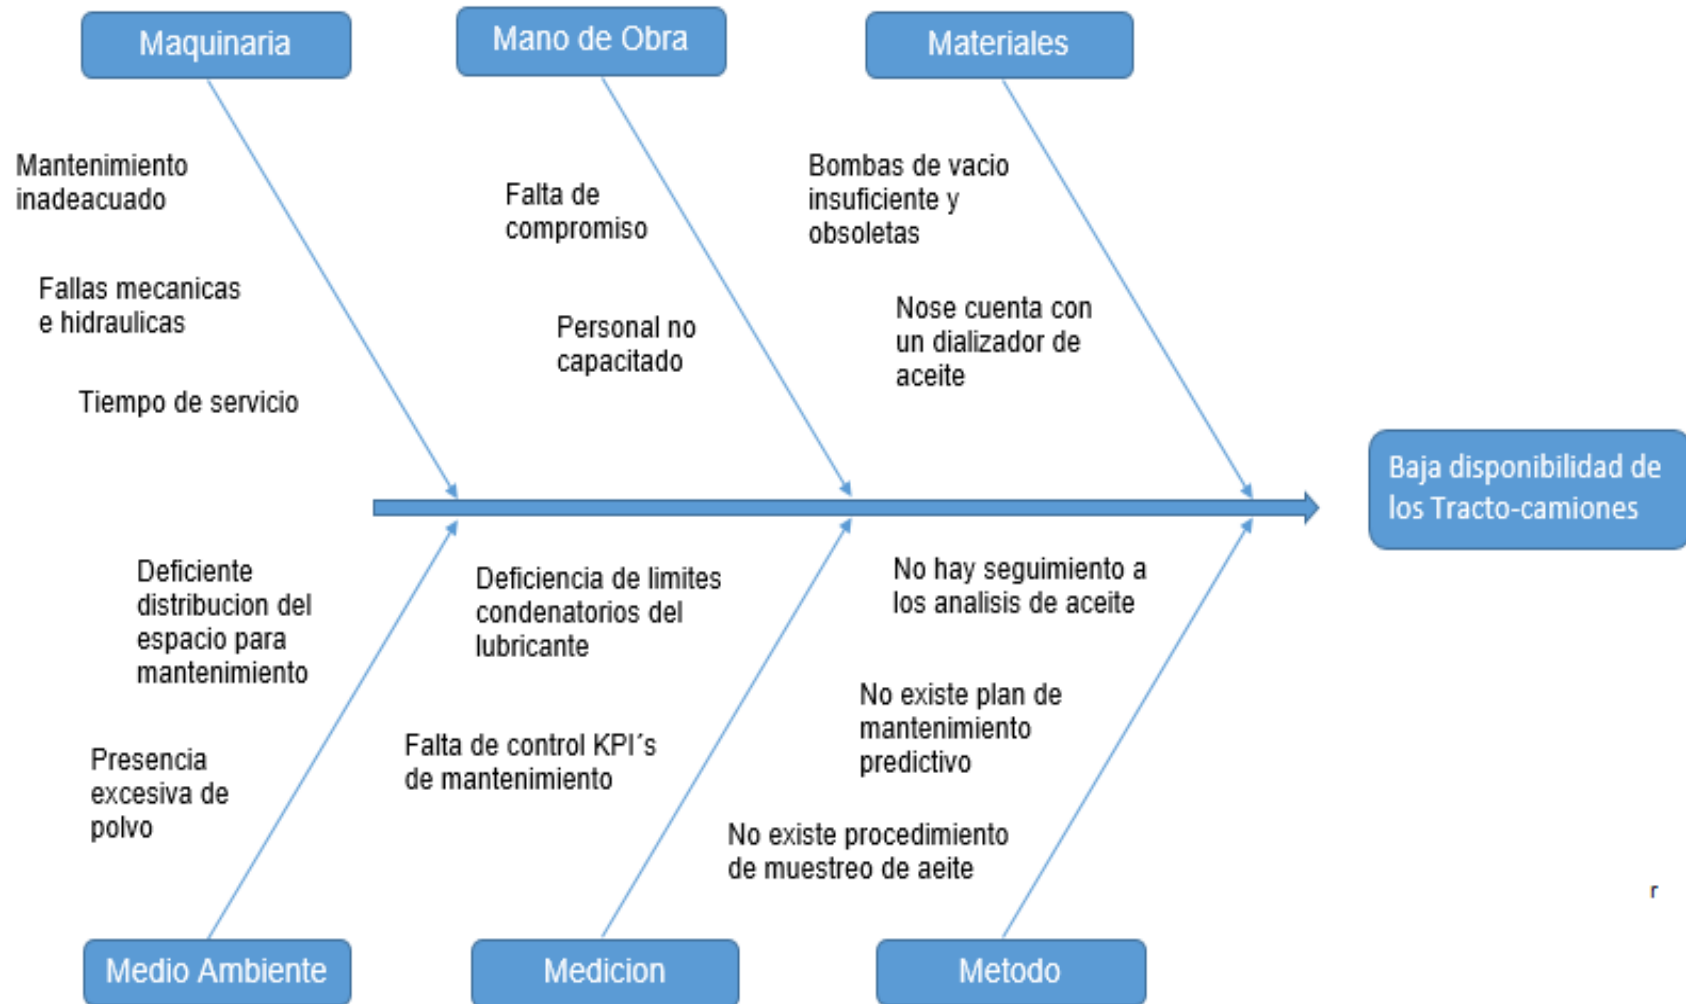 Maquinaria
Mano de Obra
Materiales
Mantenimiento
inadeacuado
Fallas mecanicas
e hidraulicas
Tiempo de servicio
Falta de
compromiso
Personal no
capacitado
Bombas de vacio
insuficiente y
obsoletas
Nose cuenta con
un dializador de
aceite
Baja disponibilidad de
los Tracto-camiones
Deficiente
distribucion del
espacio para
mantenimiento
Presencia
excesiva de
polvo
Deficiencia de limites
condenatorios del
lubricante
Falta de control KPI´s
de mantenimiento
No hay seguimiento a
los analisis de aceite
No existe plan de
mantenimiento
predictivo
No existe procedimiento
de muestreo de aeite
r
Medio Ambiente
Medicion
Metodo